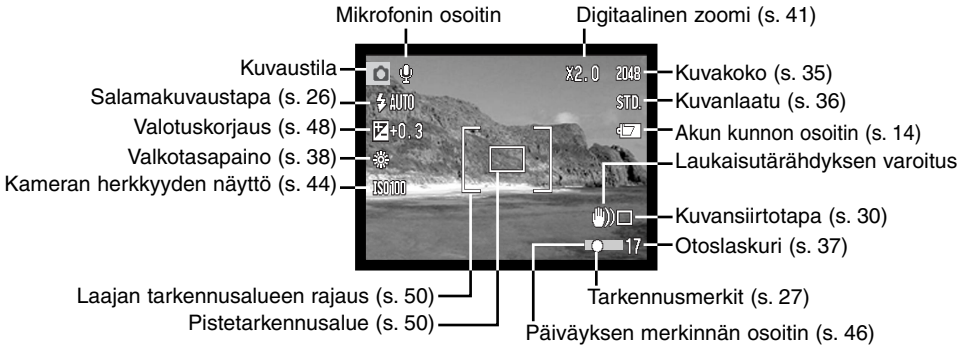 Mikrofonin osoitin
Digitaalinen zoomi (s. 41)
Kuvaustila
Salamakuvaustapa (s. 26)
Valotuskorjaus (s. 48)
Valkotasapaino (s. 38)
Kameran herkkyyden näyttö (s. 44)
X2.0
2048
AUTO
STD.
+0.3
ISO100
17
Kuvakoko (s. 35)
Kuvanlaatu (s. 36)
Akun kunnon osoitin (s. 14)
Laukaisutärähdyksen varoitus
Kuvansiirtotapa (s. 30)
Otoslaskuri (s. 37)
Laajan tarkennusalueen rajaus (s. 50)
Pistetarkennusalue (s. 50)
Tarkennusmerkit (s. 27)
Päiväyksen merkinnän osoitin (s. 46)